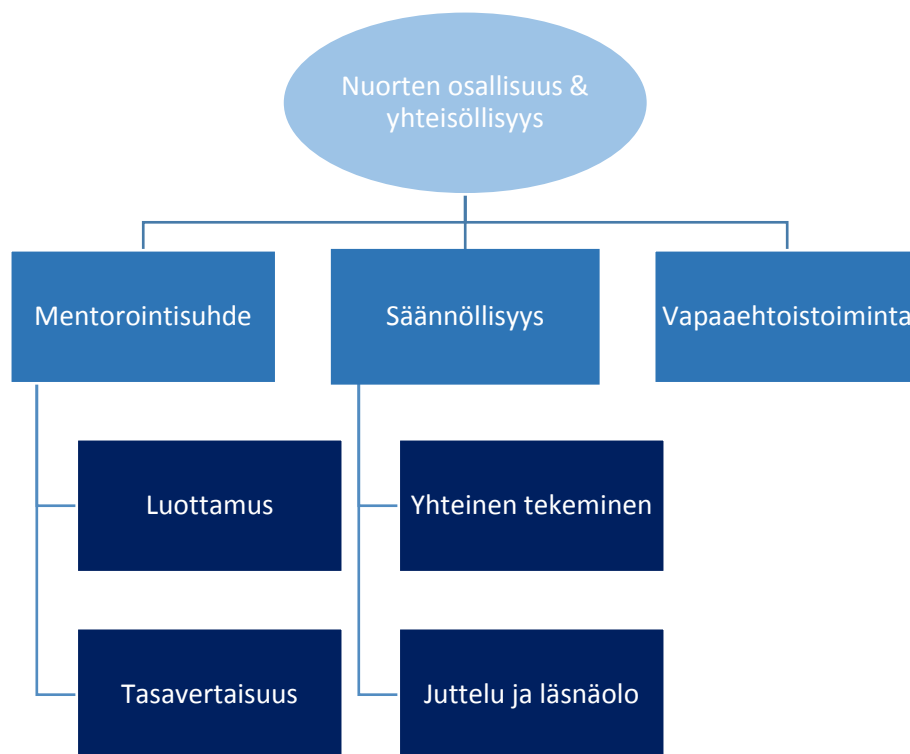 Nuorten osallisuus &
yhteisöllisyys
Mentorointisuhde
Säännöllisyys
Vapaaehtoistoiminta
Luottamus
Yhteinen tekeminen
Tasavertaisuus
Juttelu ja läsnäolo